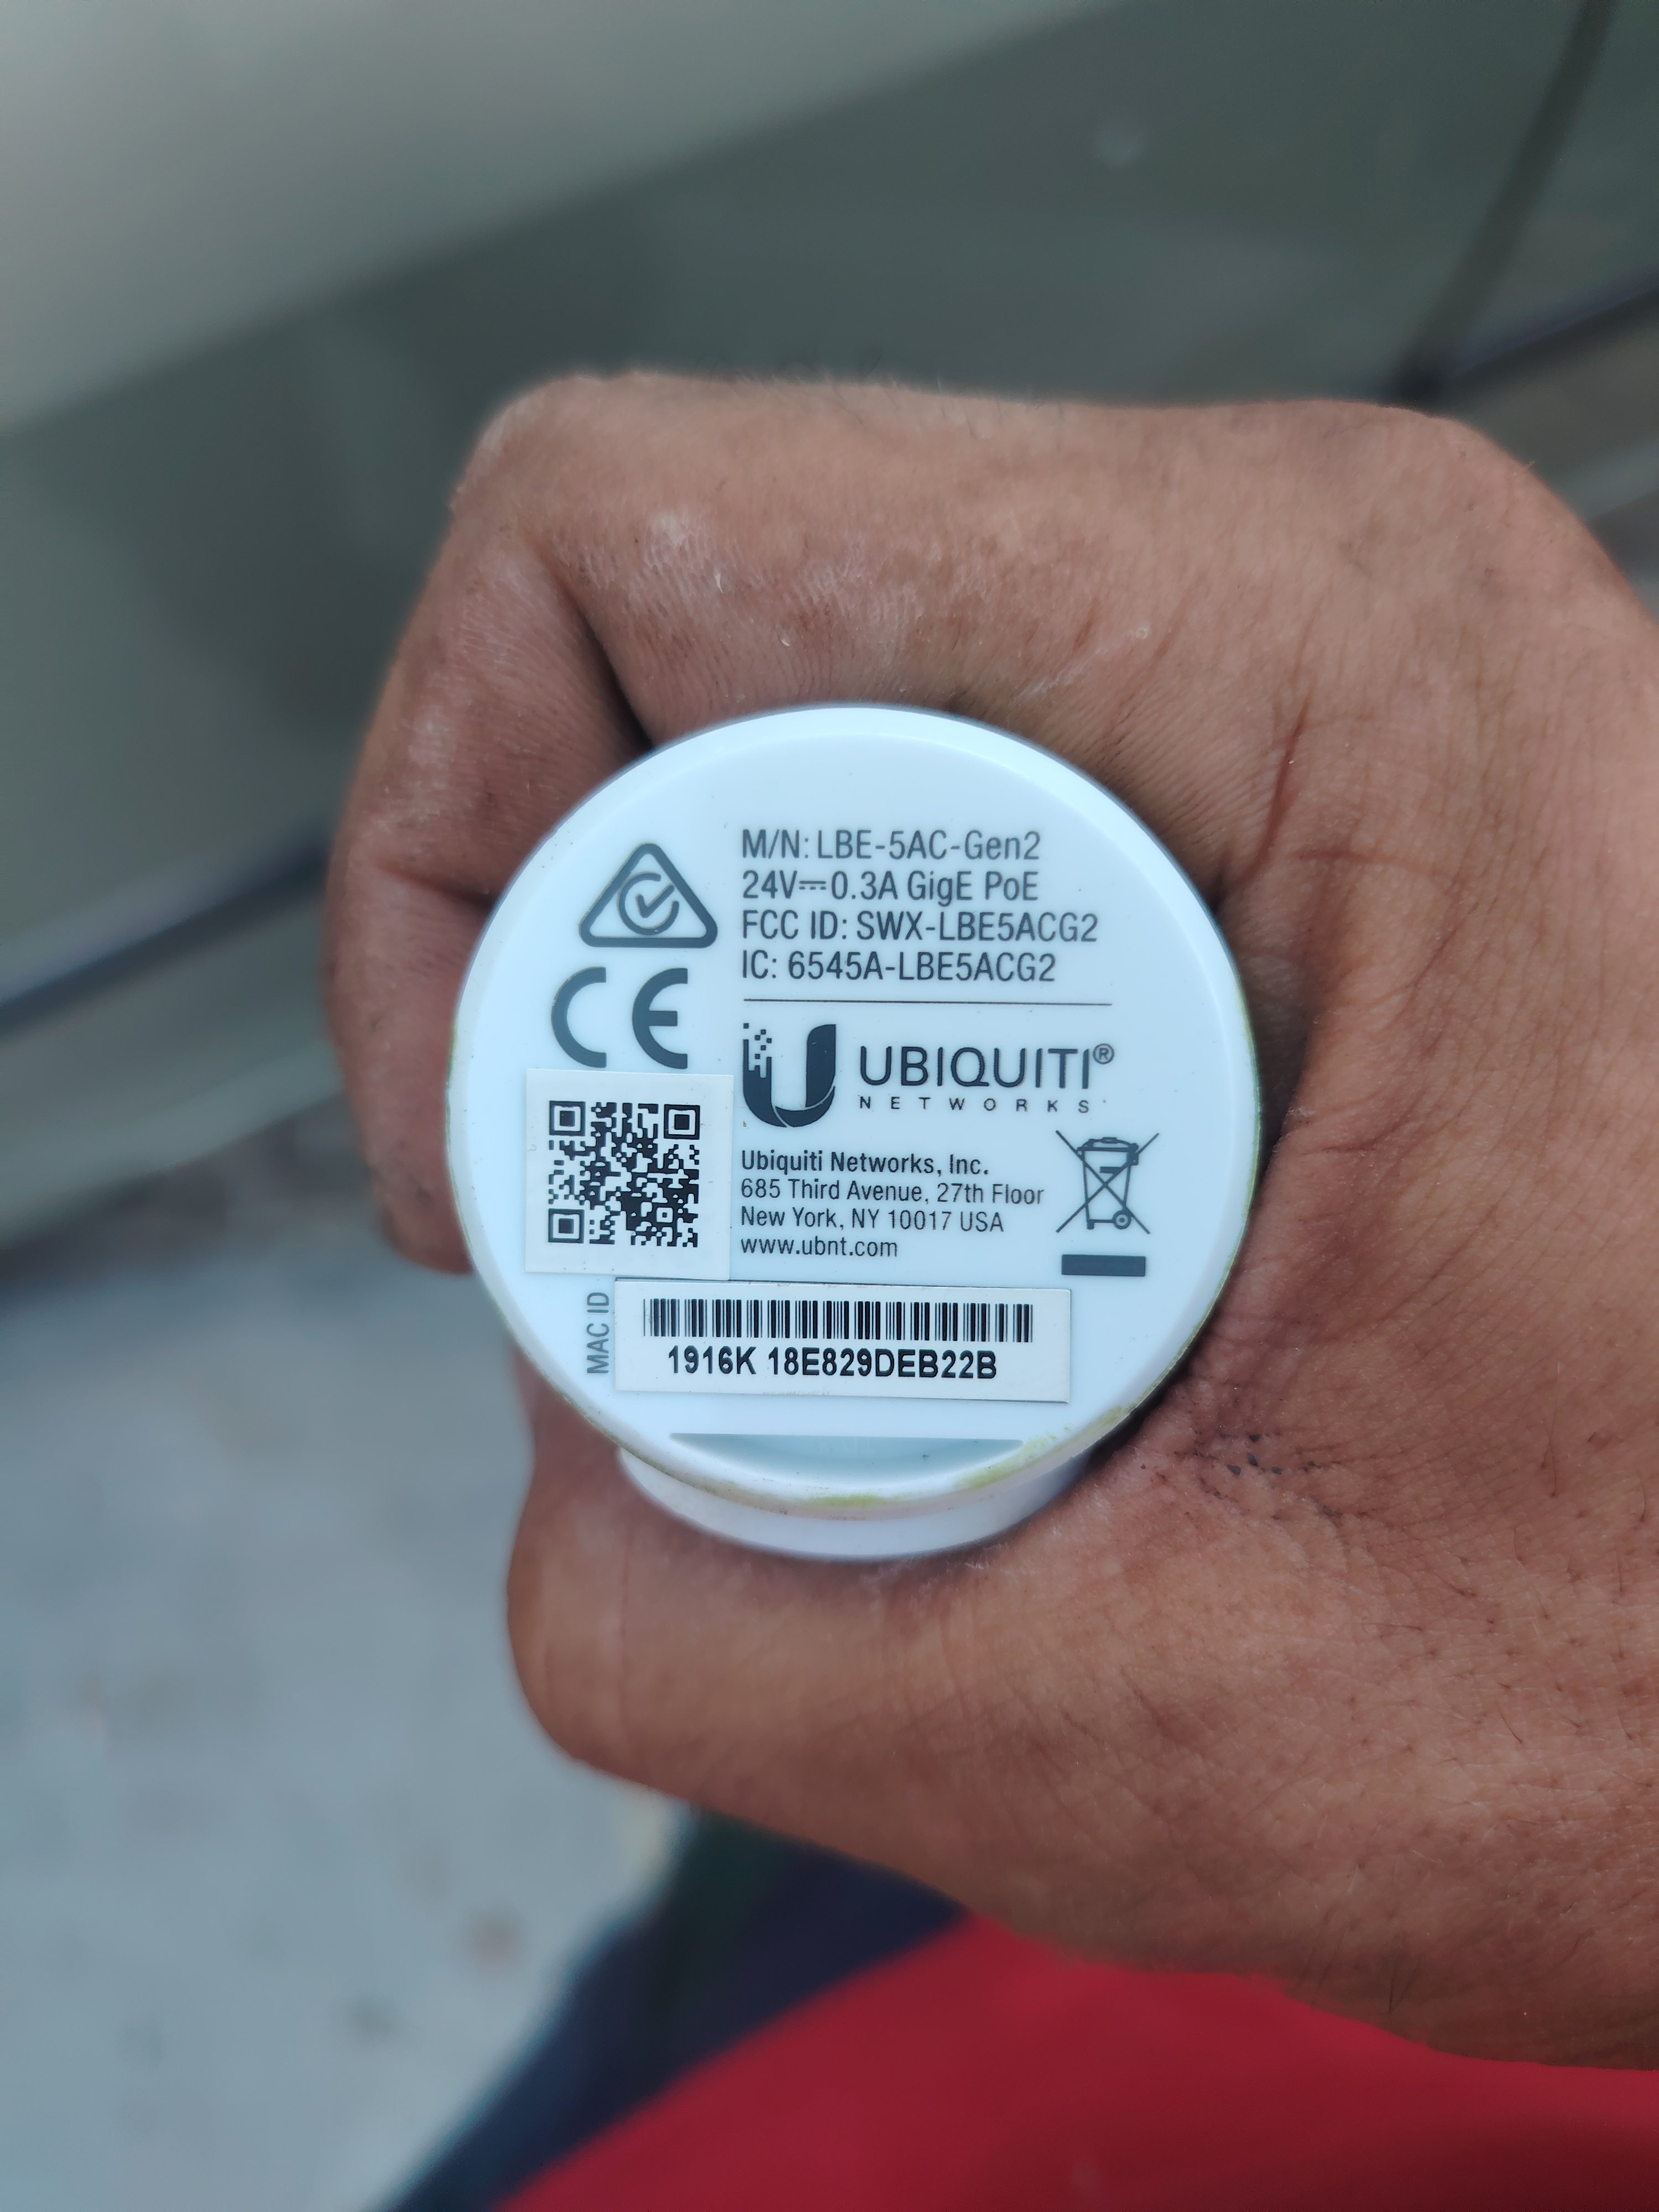 M/N: LBE-5AC-Gen2
24V⎓0.3A GigE PoE
FCC ID: SWX-LBE5ACG2
IC: 6545A-LBE5ACG2
CE
UBIQUITI®
NETWORKS
Ubiquiti Networks, Inc.
685 Third Avenue, 27th Floor
New York, NY 10017 USA
www.ubnt.com
MAC ID
1916K 18E829DEB22B